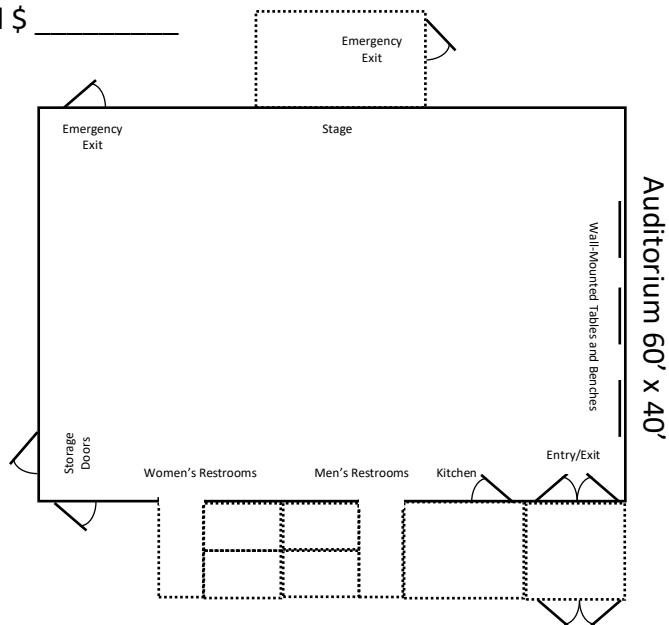 $ ___________
Emergency
Exit
Emergency
Exit
Stage
Auditorium 60' x 40'
Wall-Mounted Tables and Benches
Storage
Doors
Women's Restrooms
Men's Restrooms
Kitchen
Entry/Exit